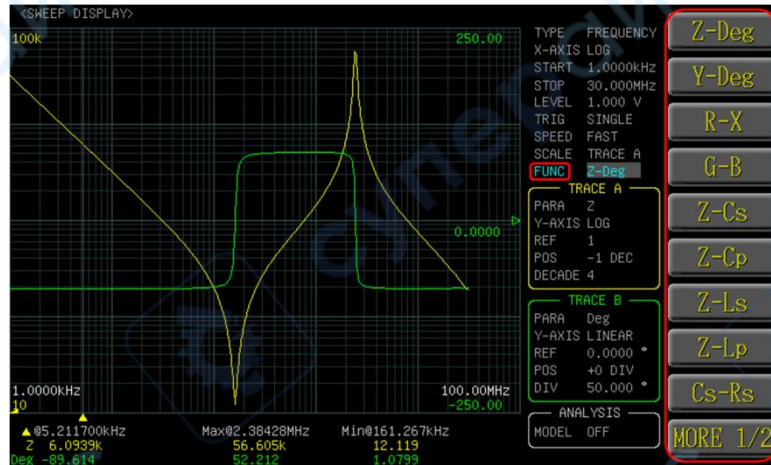 <SWEEP DISPLAY>
100k
250.00
0.0000
1.0000kHz
10
100.00MHz
-250.00
@5.211700kHz Max@2.38428MHz Min@161.267kHz
Z 6.0939k 56.605k 12.119
Deg -89.614 52.212 1.0799
TYPE FREQUENCY
X-AXIS LOG
START 1.0000kHz
STOP 30.000MHz
LEVEL 1.000 V
TRIG SINGLE
SPEED FAST
SCALE TRACE A
FUNC Z-Deg
TRACE A
PARA Z
Y-AXIS LOG
REF 1
POS -1 DEC
DECADE 4
TRACE B
PARA Deg
Y-AXIS LINEAR
REF 0.0000 °
POS +0 DIV
DIV 50.000 °
ANALYSIS
MODEL OFF
Z-Deg
Y-Deg
R-X
G-B
Z-Cs
Z-Cp
Z-Ls
Z-Lp
Cs-Rs
MORE 1/2
суперайс